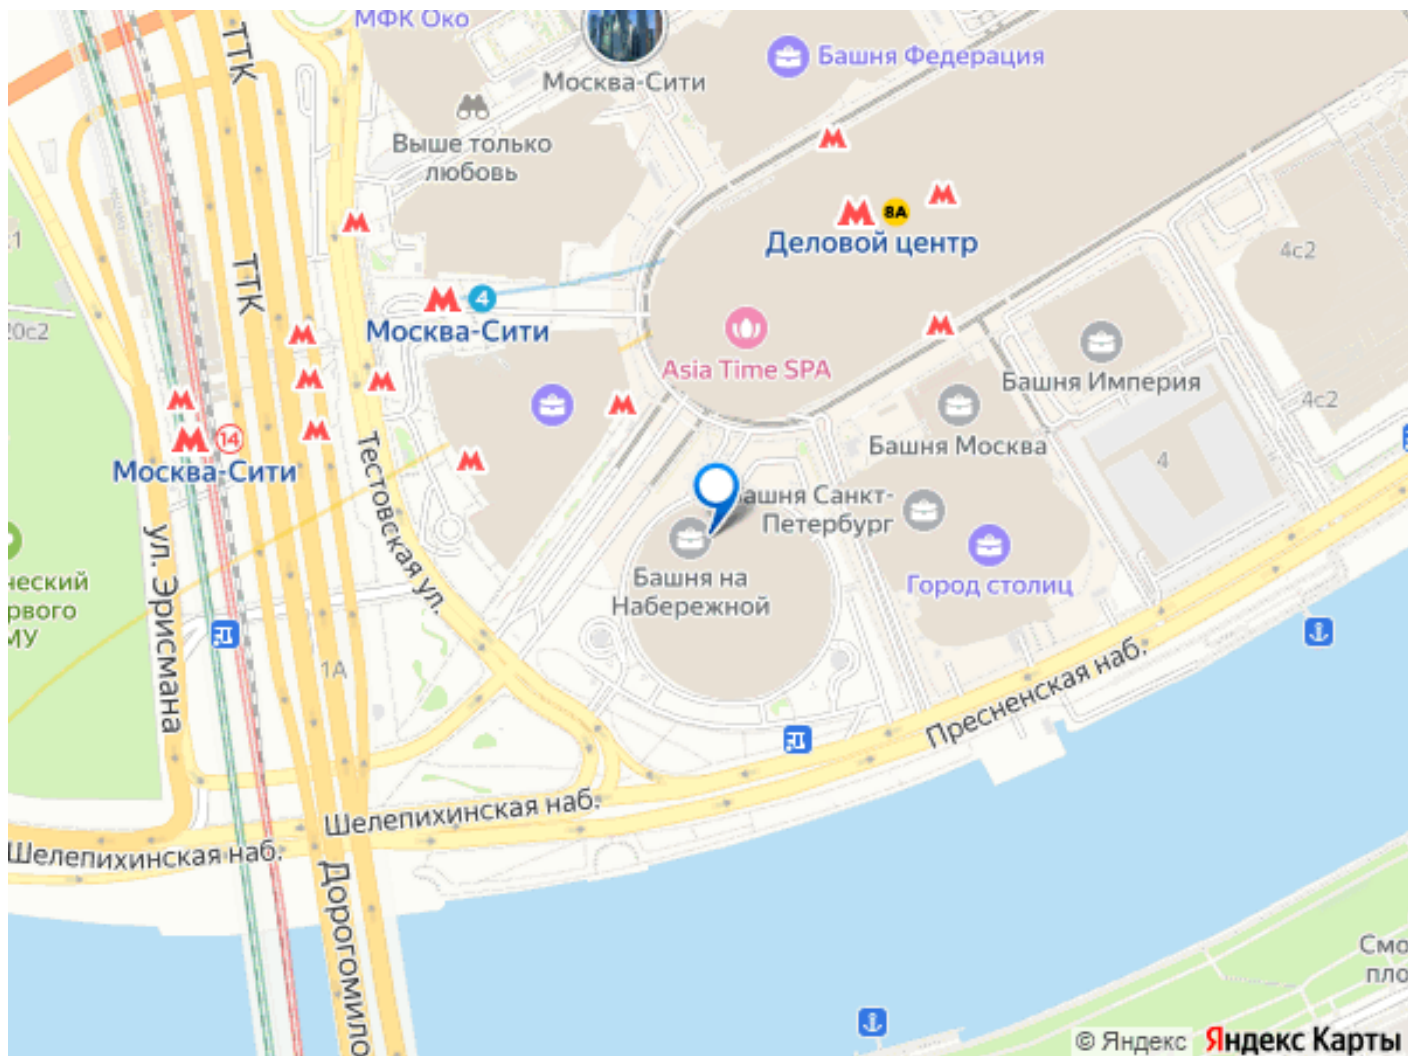 МФК Око
ТТК
Москва-Сити
Башня Федерация
Выше только
любовь
8А
Деловой центр
4с2
ТТК
4
Москва-Сити
20с2
Asia Time SPA
Башня Империя
4с2
Башня Москва
14
Москва-Сити
Тестовская ул.
4
Санкт-
Петербург
Башня на
Набережной
Город столиц
ул. Эрисмана
1А
Пресненская наб.
Шелепихинская наб.
Шелепихинская наб.
© Яндекс
Яндекс Карты